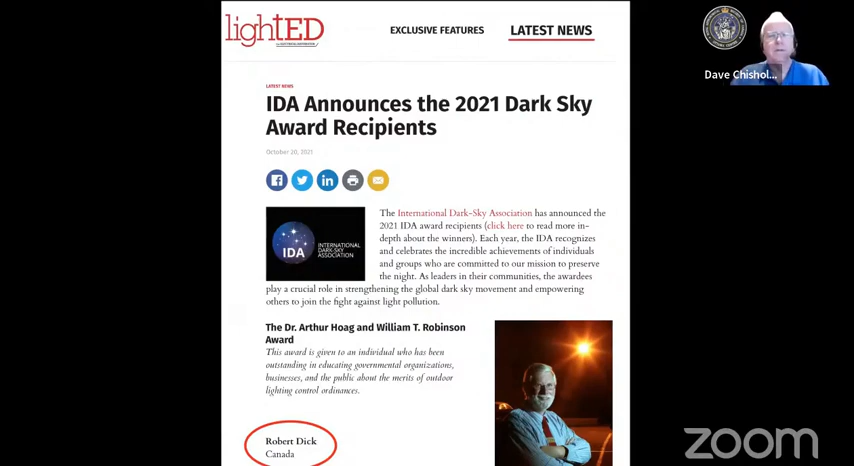 lightED
EXCLUSIVE FEATURES
LATEST NEWS
Dave Chishol...
LATEST NEWS
IDA Announces the 2021 Dark Sky
Award Recipients
October 20, 2021
The International Dark-Sky Association has announced the
2021 IDA award recipients (click here to read more in-
depth about the winners). Each year, the IDA recognizes
and celebrates the incredible achievements of individuals
and groups who are committed to our mission to preserve
the night. As leaders in their communities, the awardees
play a crucial role in strengthening the global dark sky movement and empowering
others to join the fight against light pollution.
IDA
INTERNATIONAL
DARK-SKY
ASSOCIATION
The Dr. Arthur Hoag and William T. Robinson
Award
This award is given to an individual who has been
outstanding in educating governmental organizations,
businesses, and the public about the merits of outdoor
lighting control ordinances.
Robert Dick
Canada
zoom